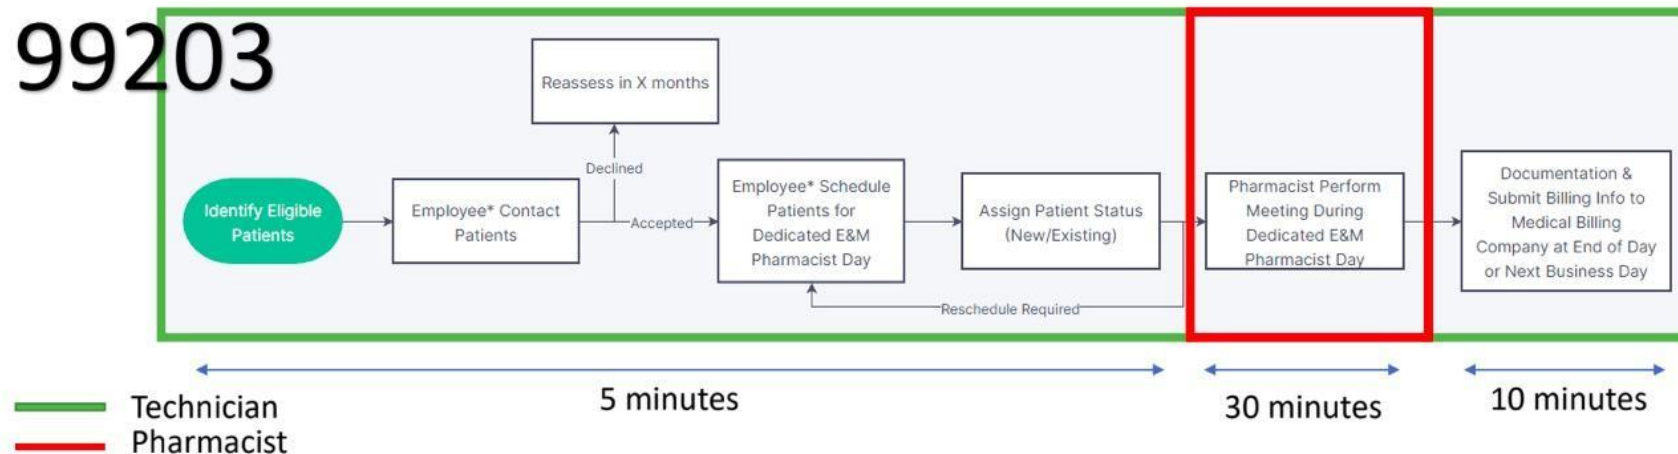 99203
Reassess in X months
Declined
Identify Eligible
Patients
Employee* Contact
Patients
Accepted
Employee* Schedule
Patients for
Dedicated E&M
Pharmacist Day
Assign Patient Status
(New/Existing)
Reschedule Required
Pharmacist Perform
Meeting During
Dedicated E&M
Pharmacist Day
Documentation &
Submit Billing Info to
Medical Billing
Company at End of Day
or Next Business Day
5 minutes
30 minutes
10 minutes
Technician
Pharmacist